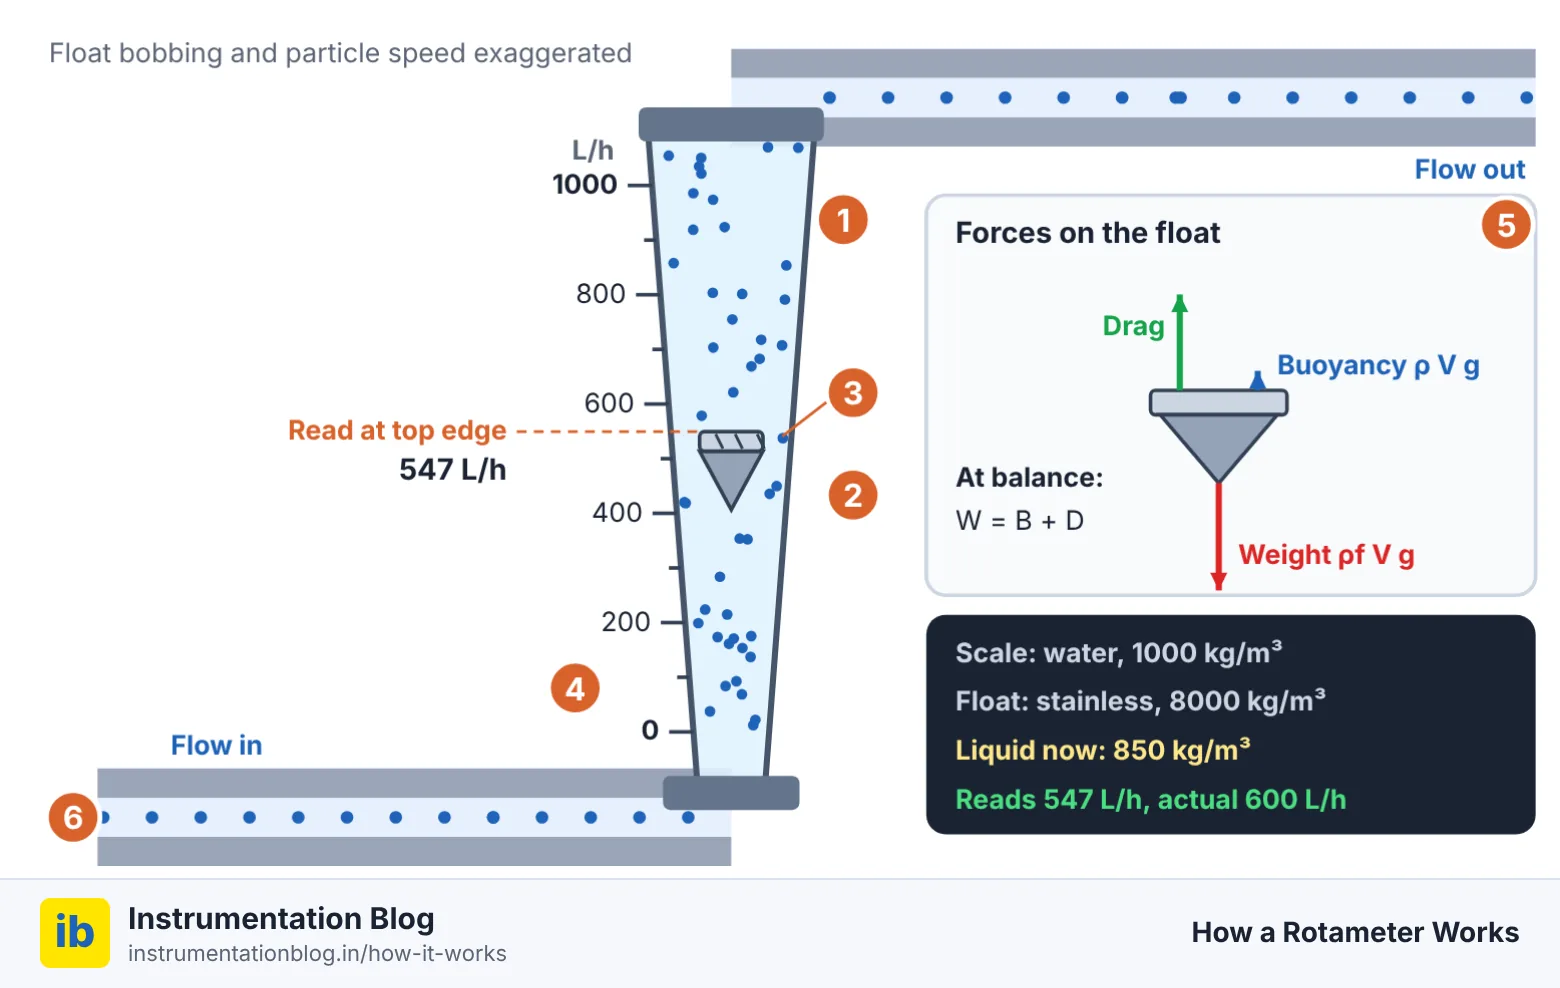 Float bobbing and particle speed exaggerated
L/h
1000
800
600
400
200
0
Read at top edge
547 L/h
1
3
2
4
6
Flow in
Flow out
5
Forces on the float
Drag
Buoyancy ρ V g
At balance:
W = B + D
Weight ρf V g
Scale: water, 1000 kg/m³
Float: stainless, 8000 kg/m³
Liquid now: 850 kg/m³
Reads 547 L/h, actual 600 L/h
ib
Instrumentation Blog
instrumentationblog.in/how-it-works
How a Rotameter Works